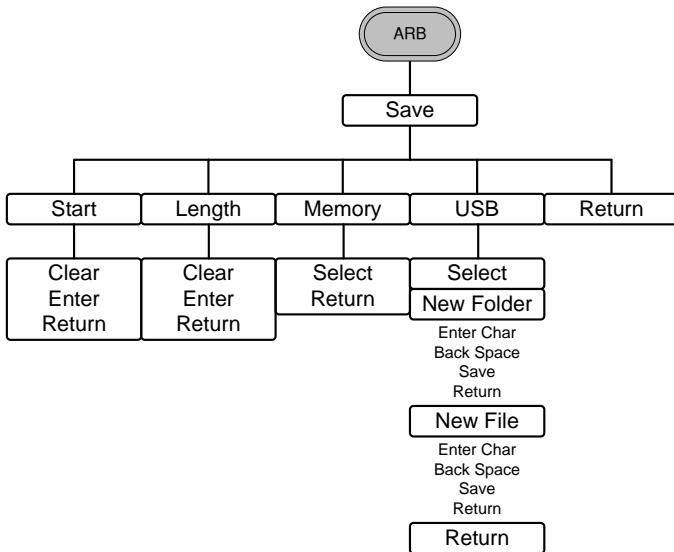 ARB
Save
Start
Length
Memory
USB
Return
Clear
Enter
Return
Clear
Enter
Return
Select
Return
Select
New Folder
Enter Char
Back Space
Save
Return
New File
Enter Char
Back Space
Save
Return
Return